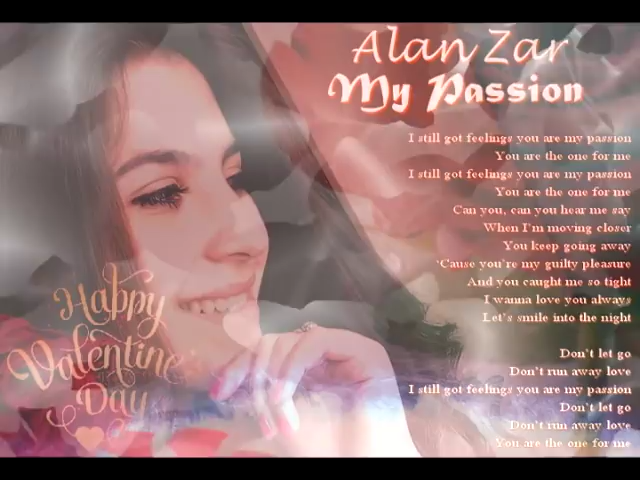 Alan Zar
My Passion
I still got feelings you are my passion
You are the one for me
I still got feelings you are my passion
You are the one for me
Can you, can you hear me say
When I'm moving closer
You keep going away
'Cause you're my guilty pleasure
And you caught me so tight
I wanna love you always
Let's smile into the night
Don't let go
Don't run away love
I still got feelings you are my passion
Don't let go
Don't run away love
You are the one for me
Happy
Valentine
Day